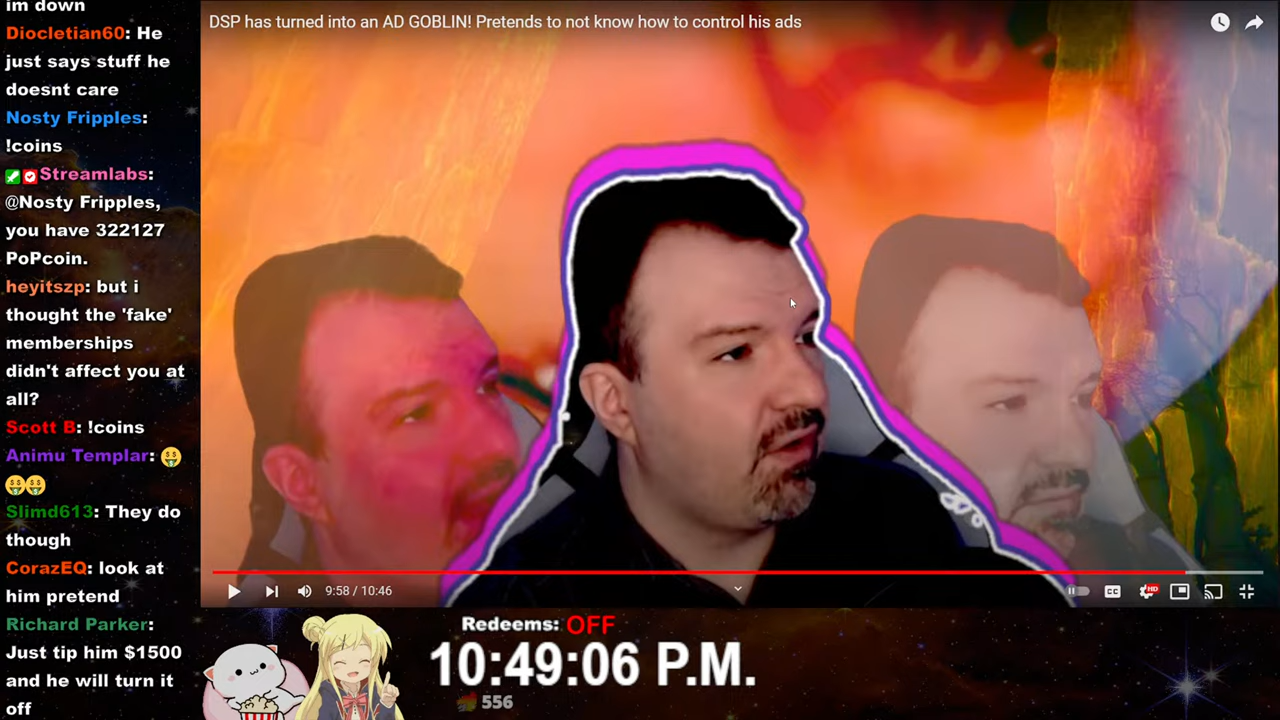 im down
Diocletian60: He
just says stuff he
doesnt care
Nosty Fripples:
!coins
Streamlabs:
@Nosty Fripples,
you have 322127
PoPcoin.
heyitszp: but i
thought the 'fake'
memberships
didn't affect you at
all?
Scott B: !coins
Animu Templar:
Slimd613: They do
though
CorazEQ: look at
him pretend
Richard Parker:
Just tip him $1500
and he will turn it
off
DSP has turned into an AD GOBLIN! Pretends to not know how to control his ads
9:58 / 10:46
CC
HD
Redeems: OFF
10:49:06 P.M.
556